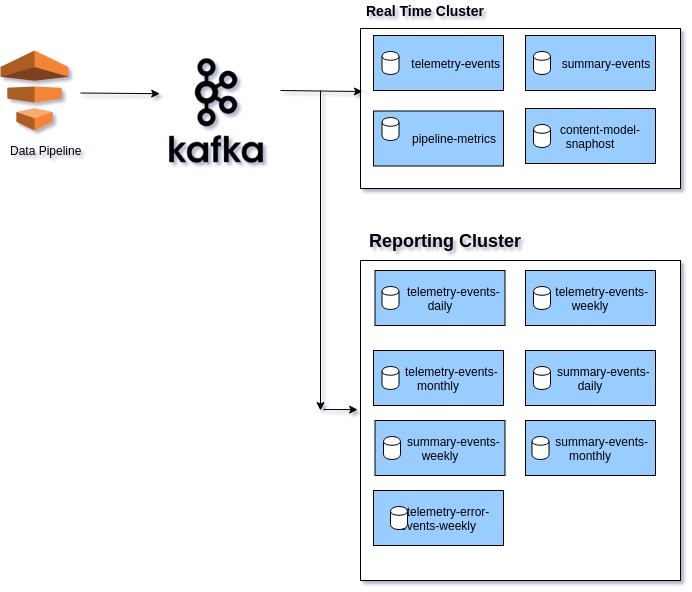 Real Time Cluster
telemetry-events
summary-events
Data Pipeline
kafka
pipeline-metrics
content-model-
snaphost
Reporting Cluster
telemetry-events-
daily
telemetry-events-
weekly
telemetry-events-
monthly
summary-events-
daily
summary-events-
weekly
summary-events-
monthly
telemetry-error-
events-weekly